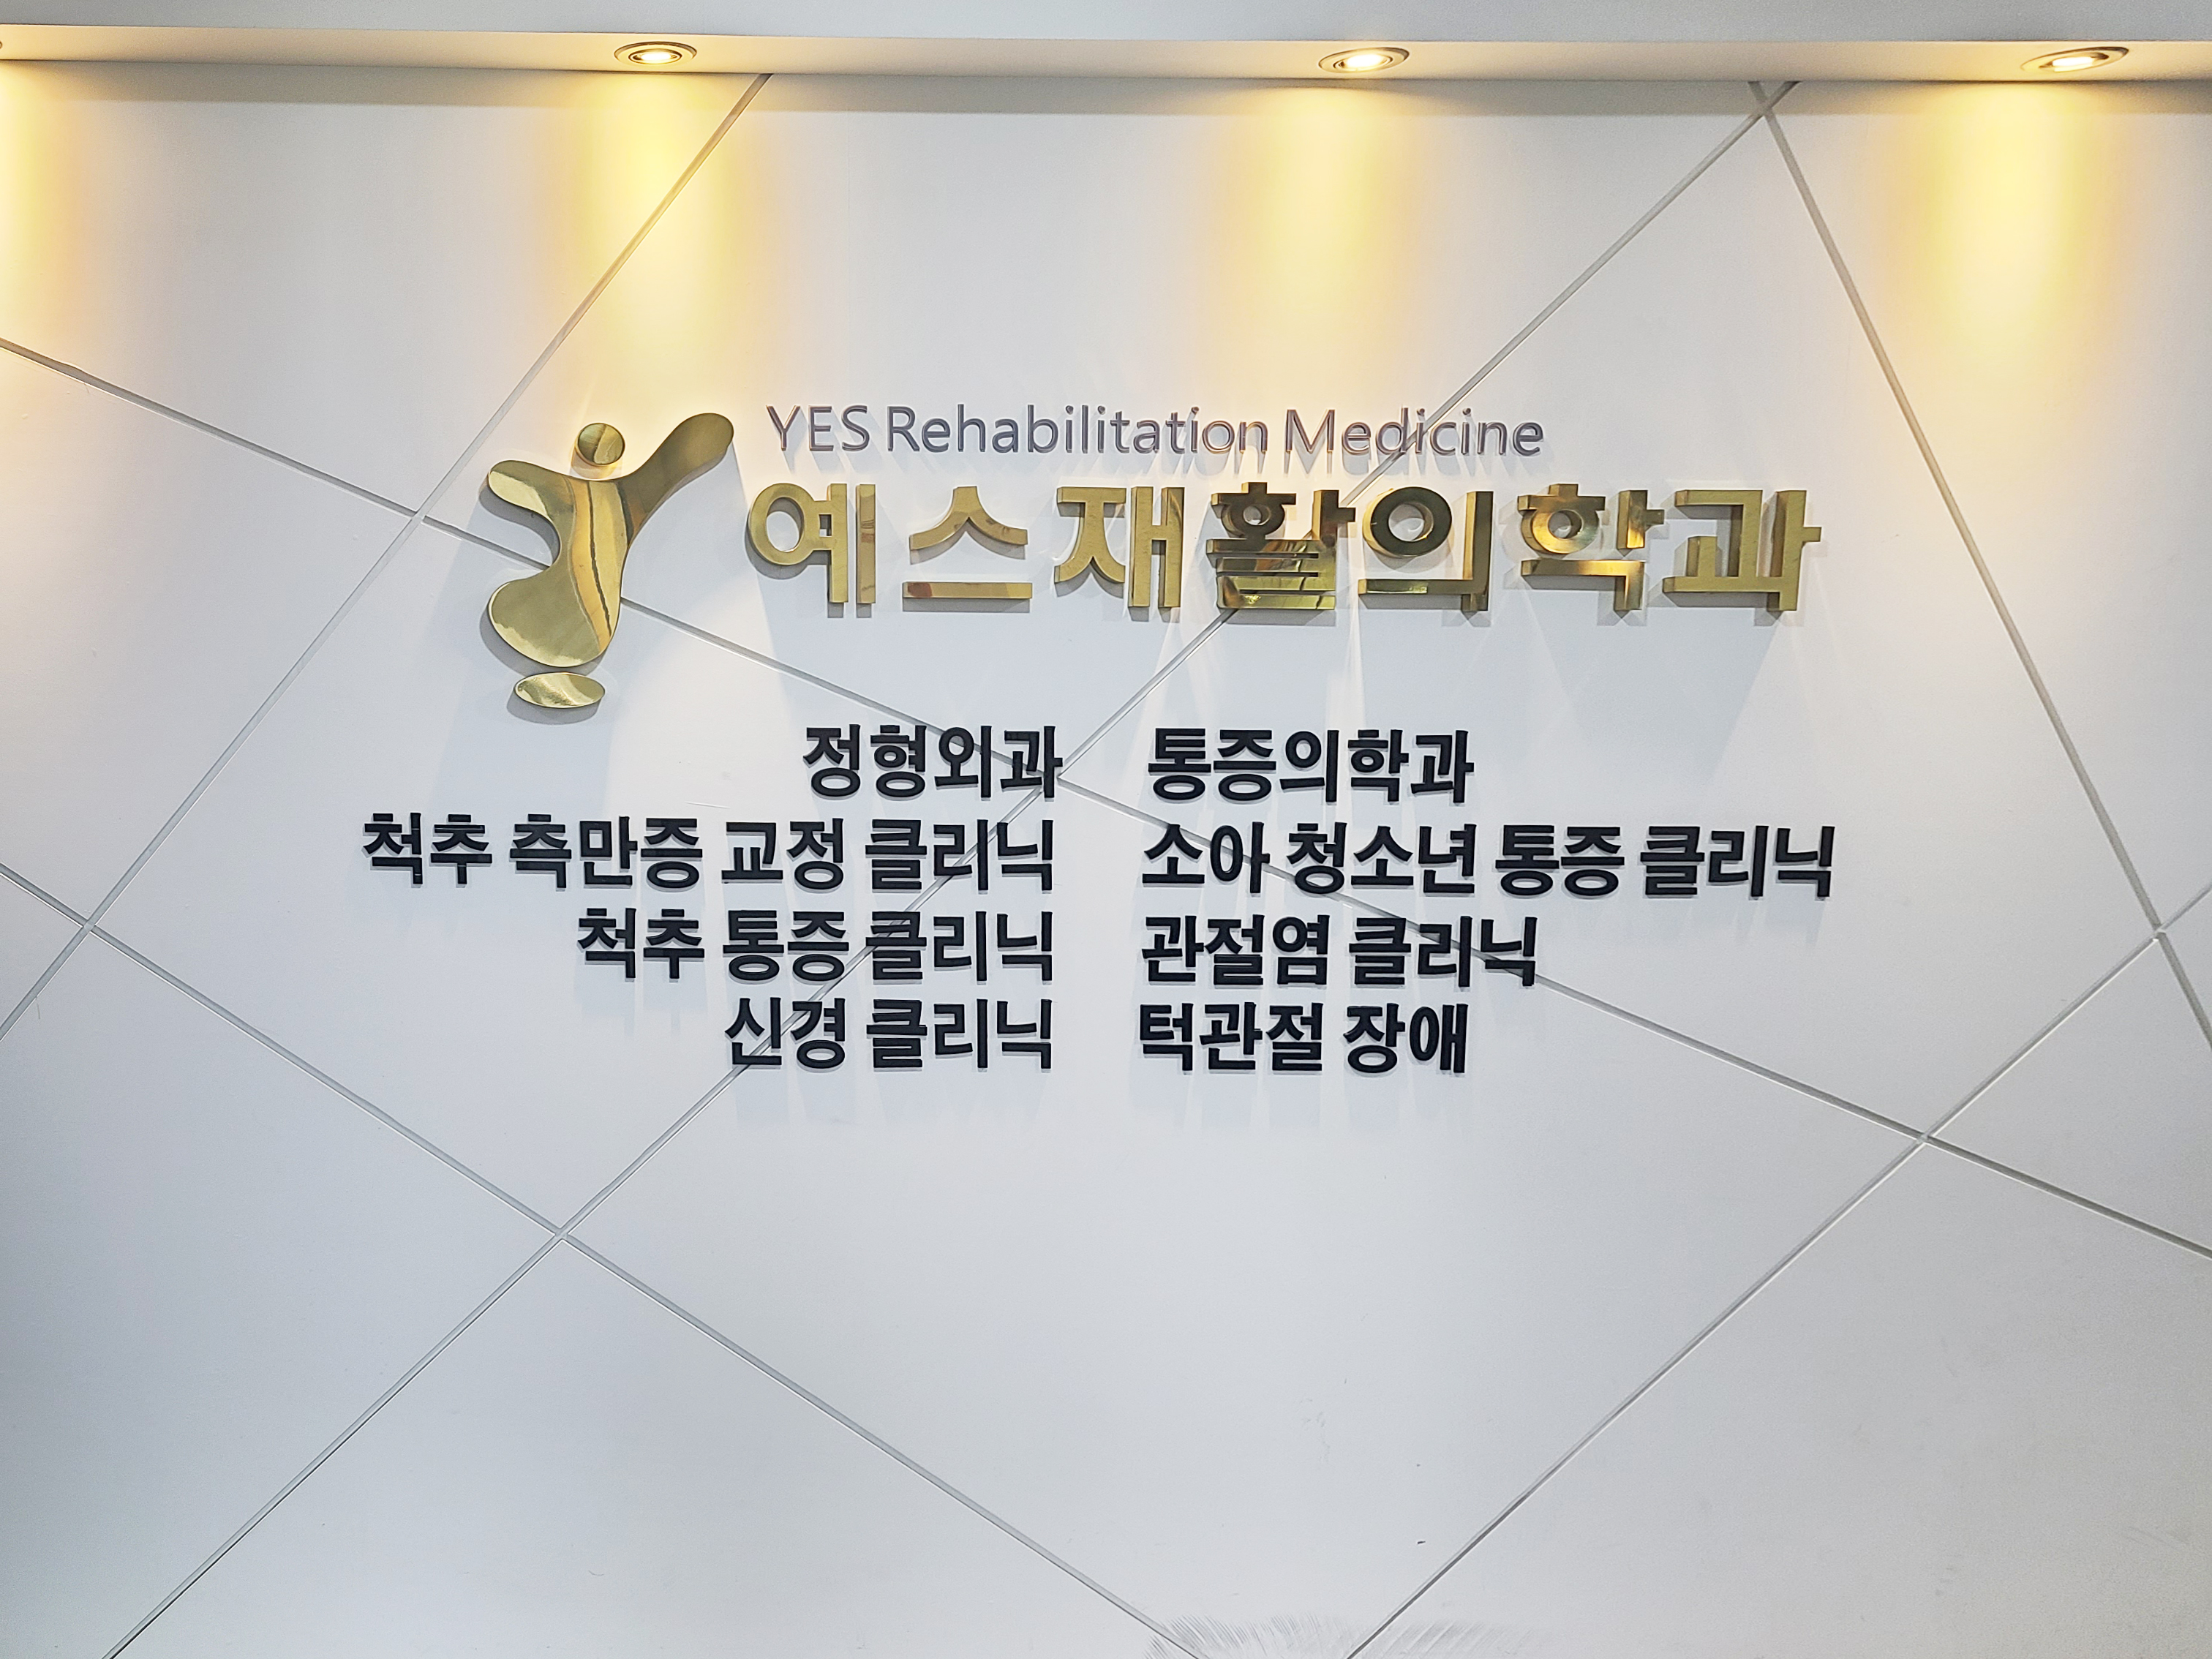 YES Rehabilitation Medicine
예스재활의학과
정형외과 통증의학과
척추 측만증 교정 클리닉 소아 청소년 통증 클리닉
척추 통증 클리닉 관절염 클리닉
신경 클리닉 턱관절 장애